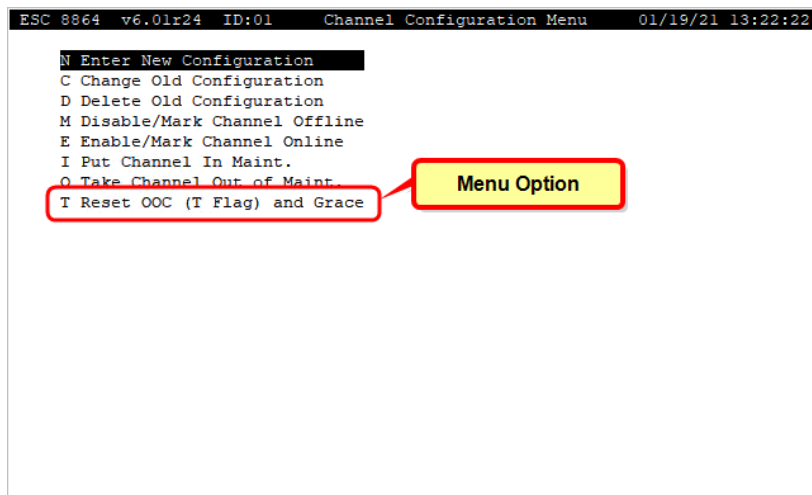 ESC 8864 v6.01r24 ID:01 Channel Configuration Menu 01/19/21 13:22:22
N Enter New Configuration
C Change Old Configuration
D Delete Old Configuration
M Disable/Mark Channel Offline
E Enable/Mark Channel Online
I Put Channel In Maint.
O Take Channel Out of Maint.
Menu Option
T Reset OOC (T Flag) and Grace